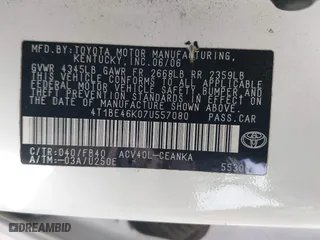 MFD.BY:TOYOTA MOTOR MANUFACTURING,
KENTUCKY,INC.06/06
GVWR 4345LB GAWR FR 2668LB RR 2359LB
THIS VEHICLE CONFORMS TO ALL APPLICABLE
FEDERAL MOTOR VEHICLE SAFETY, BUMPER, AND
THEFT PREVENTION STANDARDS IN EFFECT ON
THE DATE OF MANUFACTURE SHOWN ABOVE.
4T1BE46K07U557080 PASS.CAR
C/TR:040/FB40 ACV40L-CEANKA
A/TM:-03A/U250E
TOYOTA